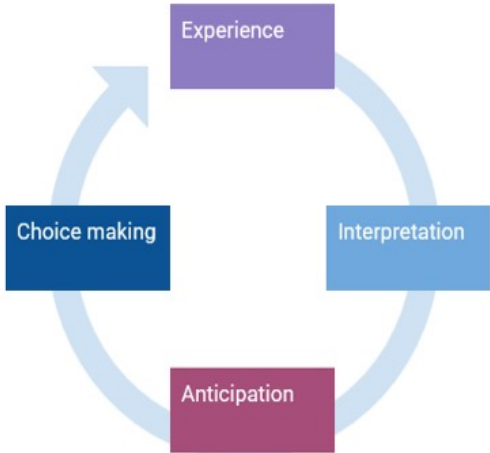 Experience
Interpretation
Anticipation
Choice making